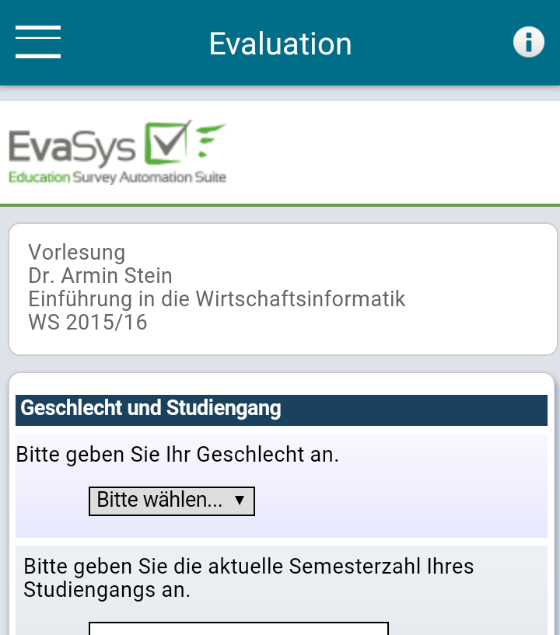 Evaluation
EvaSys
Education Survey Automation Suite
Vorlesung
Dr. Armin Stein
Einführung in die Wirtschaftsinformatik
WS 2015/16
Geschlecht und Studiengang
Bitte geben Sie Ihr Geschlecht an.
Bitte wählen...
Bitte geben Sie die aktuelle Semesterzahl Ihres
Studiengangs an.